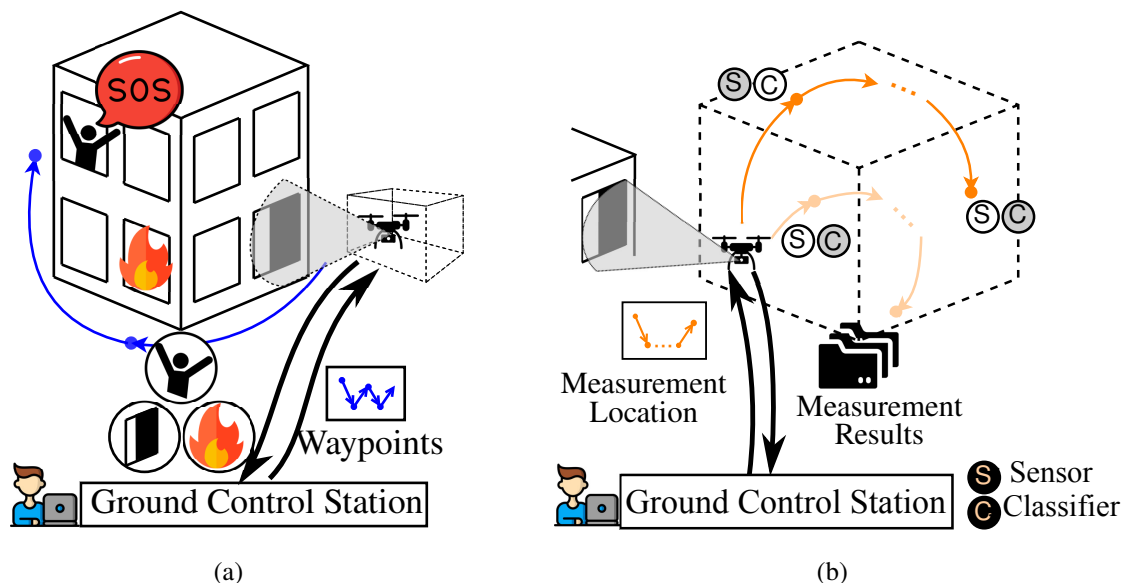 SOS
Waypoints
Ground Control Station
(a)
S C
S C
S C
Measurement
Location
Measurement
Results
Ground Control Station
S Sensor
C Classifier
(b)